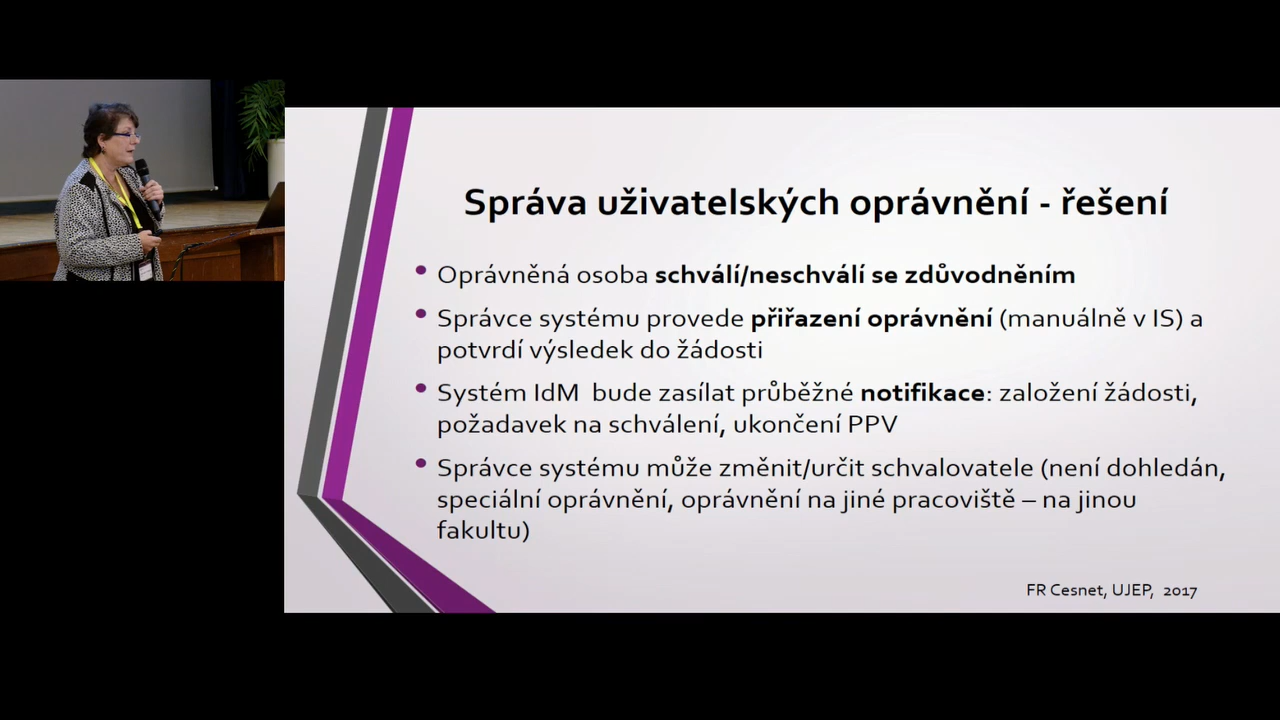 Správa uživatelských oprávnění - řešení
• Oprávněná osoba schválí/neschválí se zdůvodněním
• Správce systému provede přiřazení oprávnění (manuálně v IS) a
potvrdí výsledek do žádosti
• Systém IdM bude zasílat průběžné notifikace: založení žádosti,
požadavek na schválení, ukončení PPV
• Správce systému může změnit/určit schvalovatele (není dohledán,
speciální oprávnění, oprávnění na jiné pracoviště – na jinou
fakultu)
FR Cesnet, UJEP, 2017